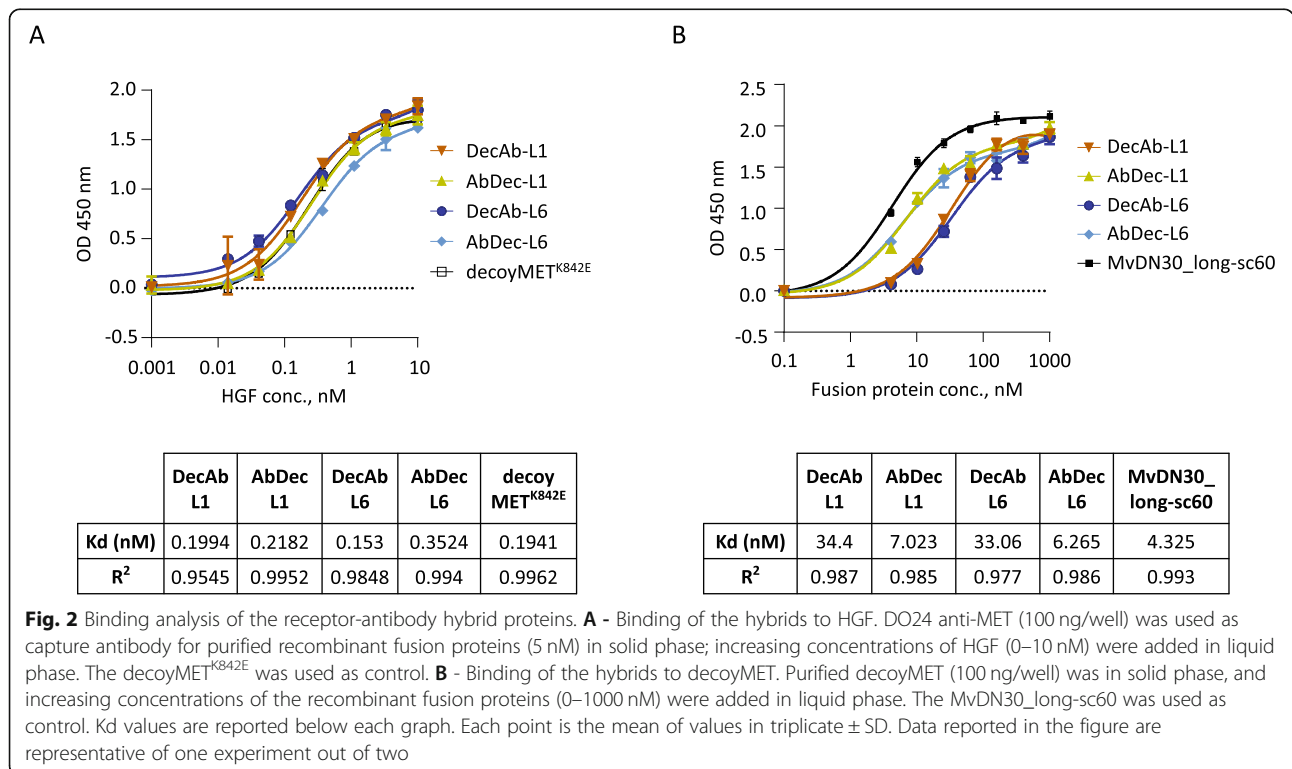 A
2.0
1.5
1.0
0.5
0.0
-0.5
OD 450 nm
0.001 0.01 0.1 1 10
HGF conc., nM
DecAb-L1
AbDec-L1
DecAb-L6
AbDec-L6
decoyMET^K842E
DecAb L1 AbDec L1 DecAb L6 AbDec L6 decoy MET^K842E
Kd (nM) 0.1994 0.2182 0.153 0.3524 0.1941
R² 0.9545 0.9952 0.9848 0.994 0.9962
B
2.5
2.0
1.5
1.0
0.5
0.0
-0.5
OD 450 nm
0.1 1 10 100 1000
Fusion protein conc., nM
DecAb-L1
AbDec-L1
DecAb-L6
AbDec-L6
MvDN30_long-sc60
DecAb L1 AbDec L1 DecAb L6 AbDec L6 MvDN30_ long-sc60
Kd (nM) 34.4 7.023 33.06 6.265 4.325
R² 0.987 0.985 0.977 0.986 0.993
Fig. 2 Binding analysis of the receptor-antibody hybrid proteins. A - Binding of the hybrids to HGF. DO24 anti-MET (100 ng/well) was used as
capture antibody for purified recombinant fusion proteins (5 nM) in solid phase; increasing concentrations of HGF (0–10 nM) were added in liquid
phase. The decoyMET^K842E was used as control. B - Binding of the hybrids to decoyMET. Purified decoyMET (100 ng/well) was in solid phase, and
increasing concentrations of the recombinant fusion proteins (0–1000 nM) were added in liquid phase. The MvDN30_long-sc60 was used as
control. Kd values are reported below each graph. Each point is the mean of values in triplicate ± SD. Data reported in the figure are
representative of one experiment out of two